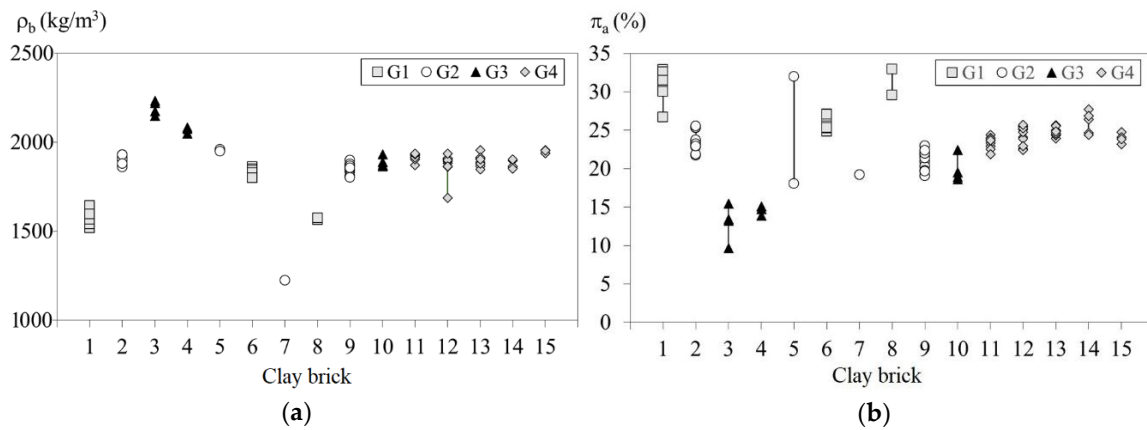 ρb (kg/m³)
2500
G1 G2 G3 G4
2000
1500
1000
1 2 3 4 5 6 7 8 9 10 11 12 13 14 15
Clay brick
(a)
πa (%)
35
G1 G2 G3 G4
30
25
20
15
10
5
0
1 2 3 4 5 6 7 8 9 10 11 12 13 14 15
Clay brick
(b)